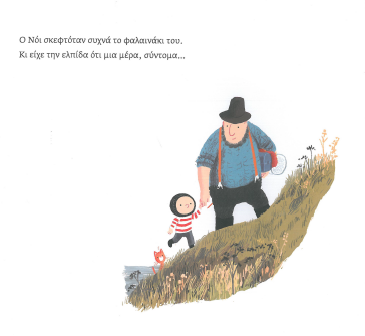 Ο Νόι σκεφτόταν συχνά το φαλαινάκι του.
Κι είχε την ελπίδα ότι μια μέρα, σύντομα...